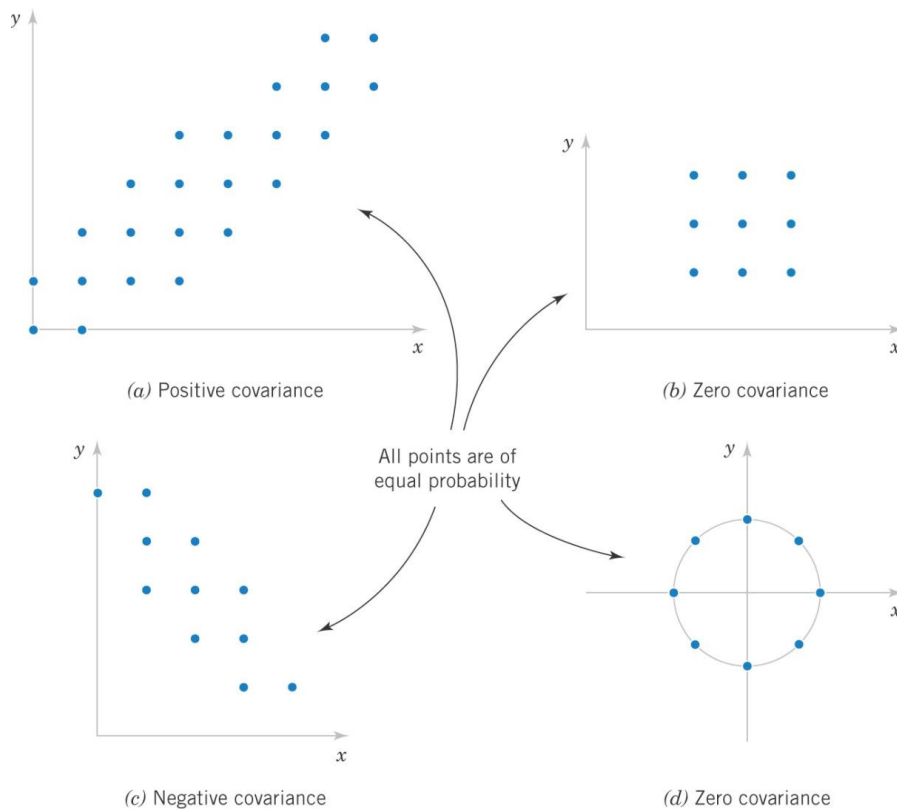 y
x
(a) Positive covariance
y
x
(b) Zero covariance
All points are of
equal probability
y
x
(c) Negative covariance
y
x
(d) Zero covariance